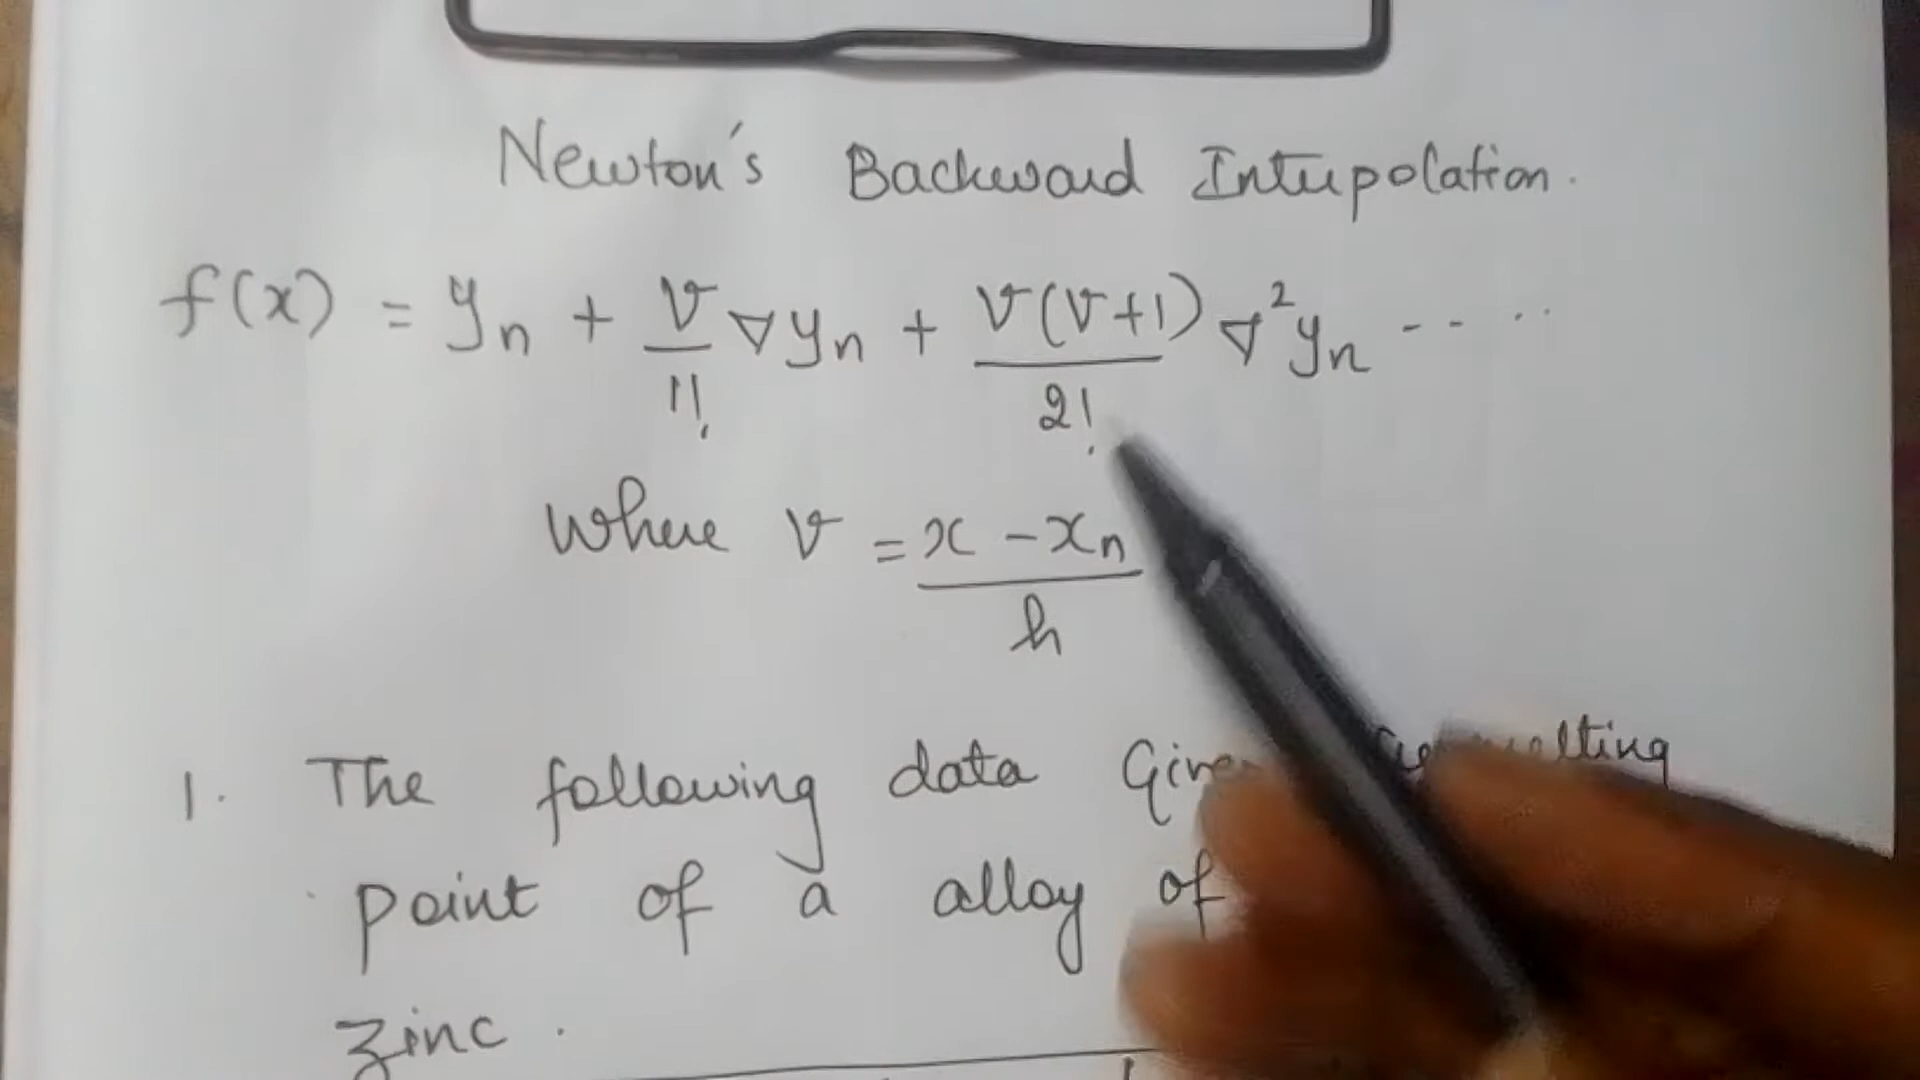 Newton's Backward Interpolation.
f(x) = yn + v/1! ∇yn + v(v+1)/2! ∇²yn - - - -
Where v = x - xn / h
1. The following data melting
point of a alloy of
zinc.